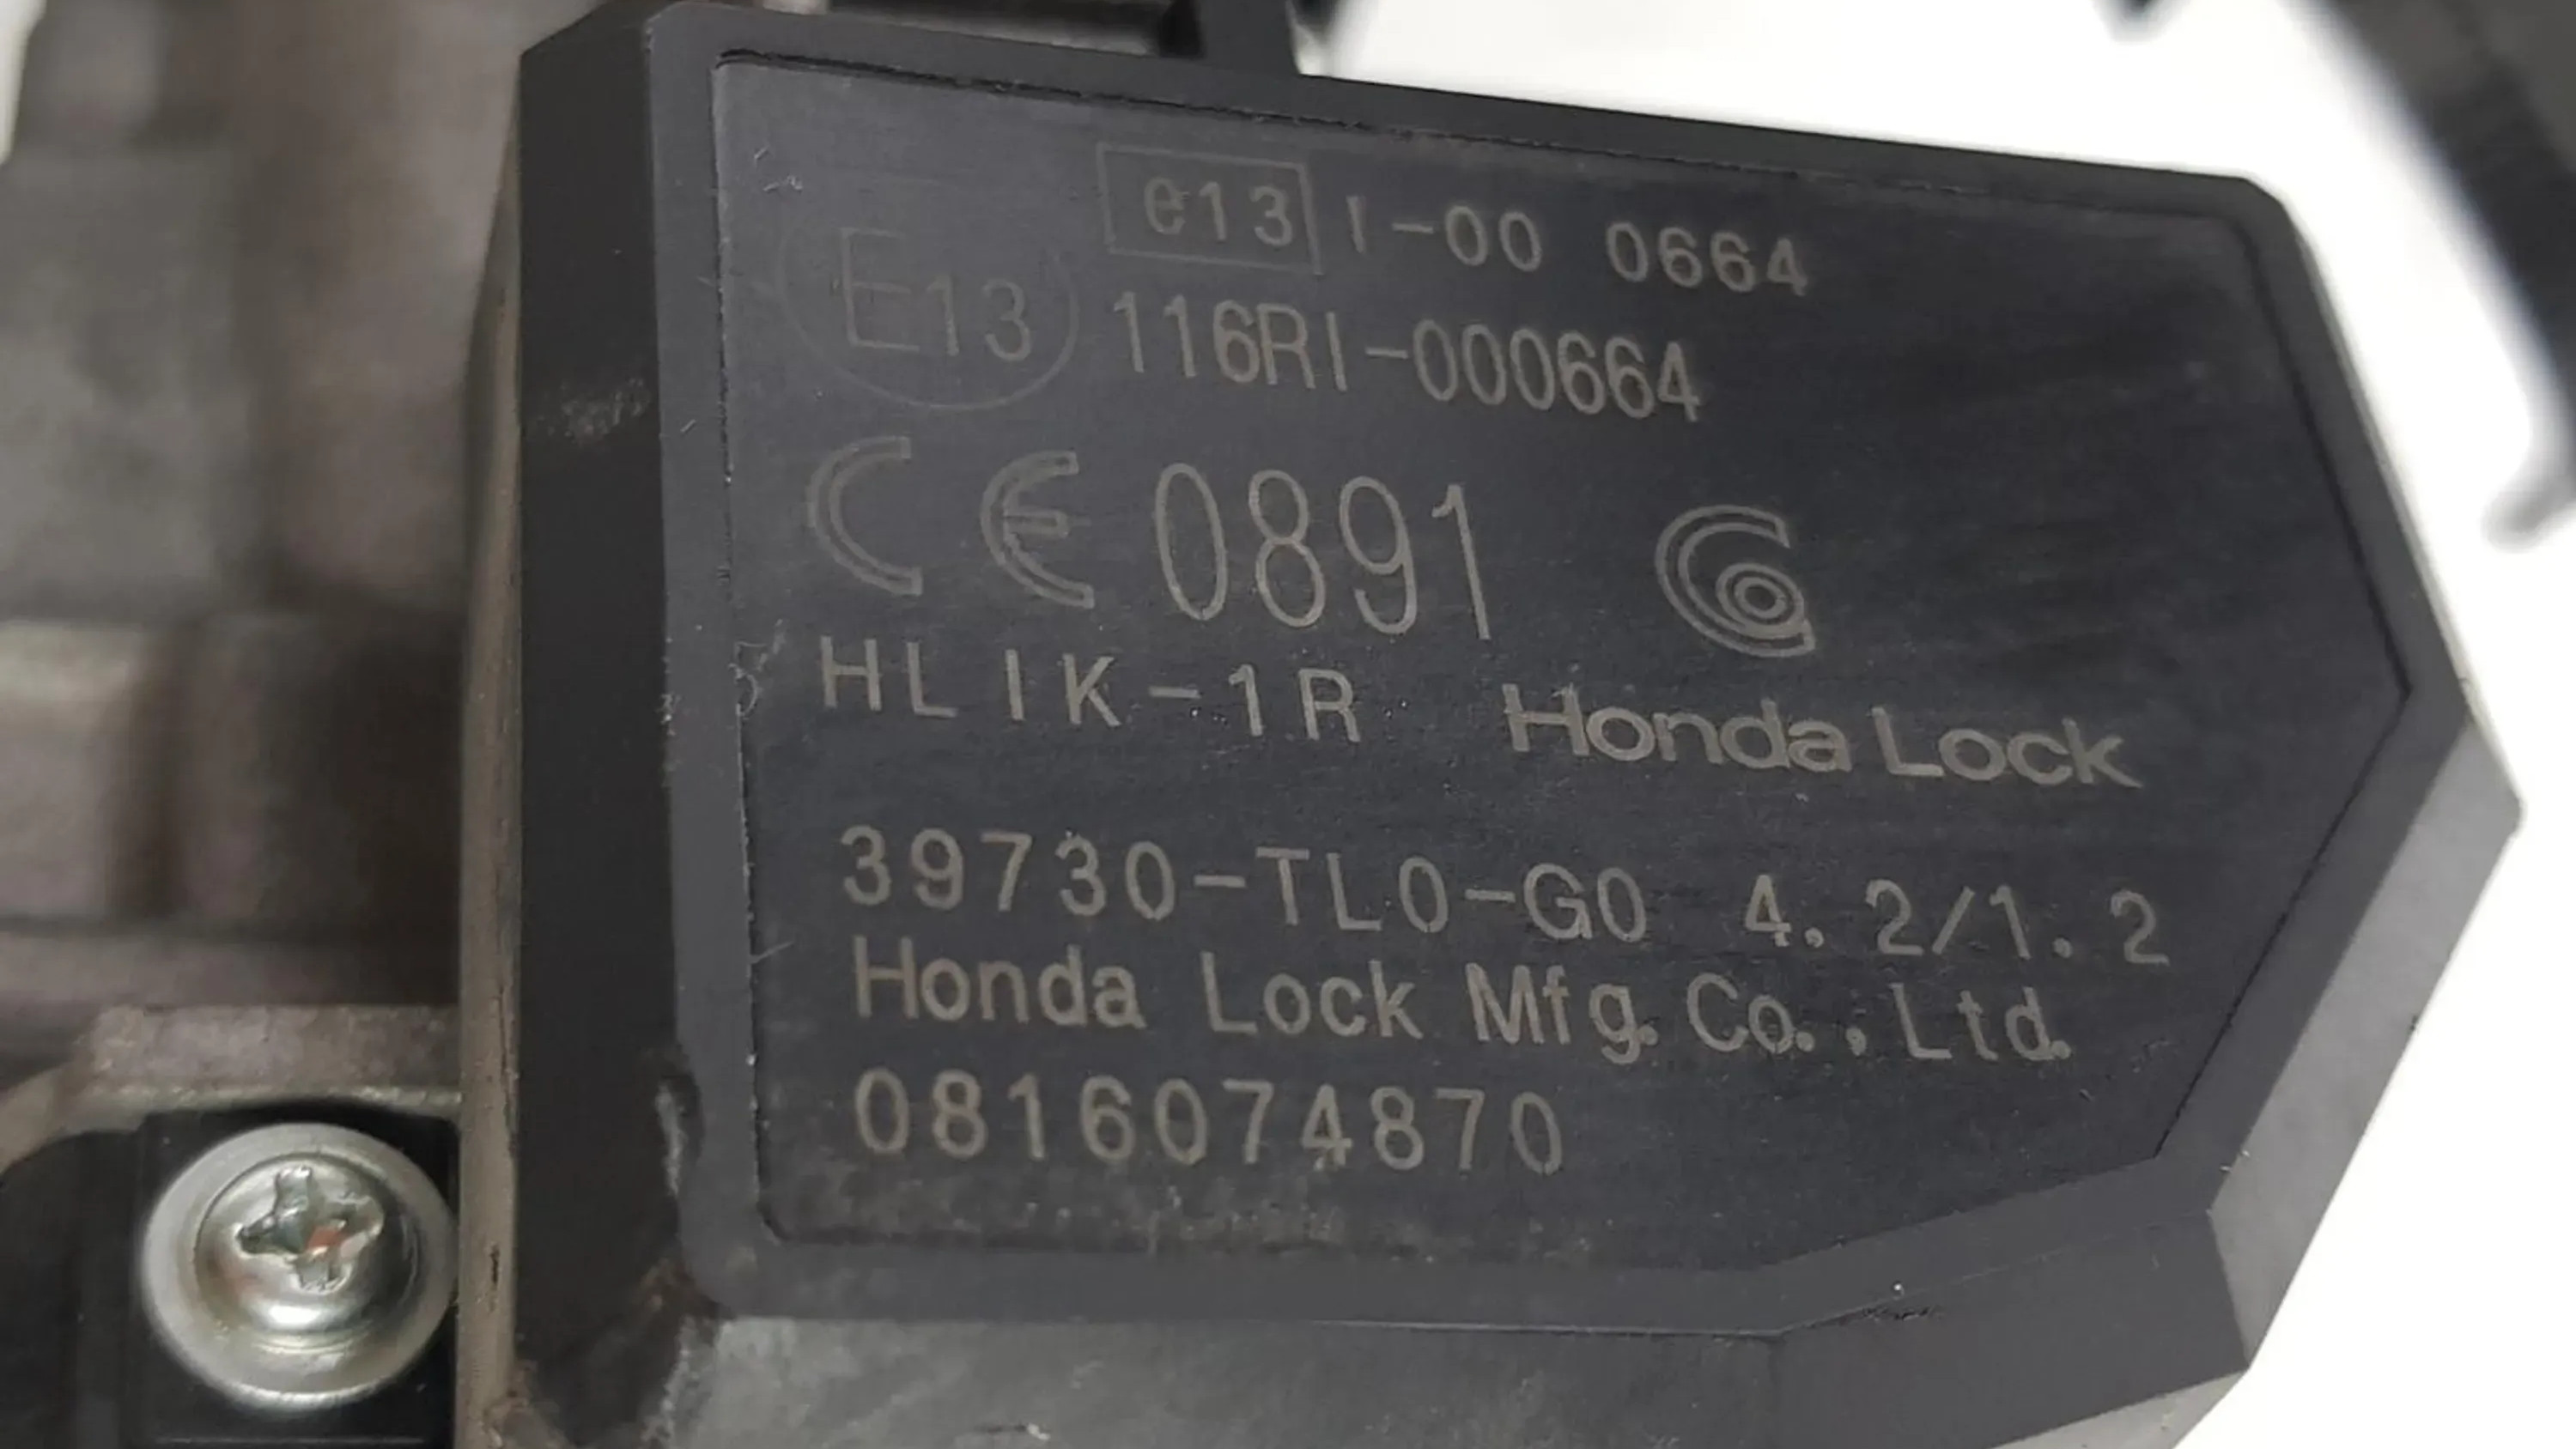 e13 I-00 0664
E13 116RI-000664
CE 0891
HLIK-1R Honda Lock
39730-TL0-G0 4.2/1.2
Honda Lock Mfg. Co., Ltd.
0816074870